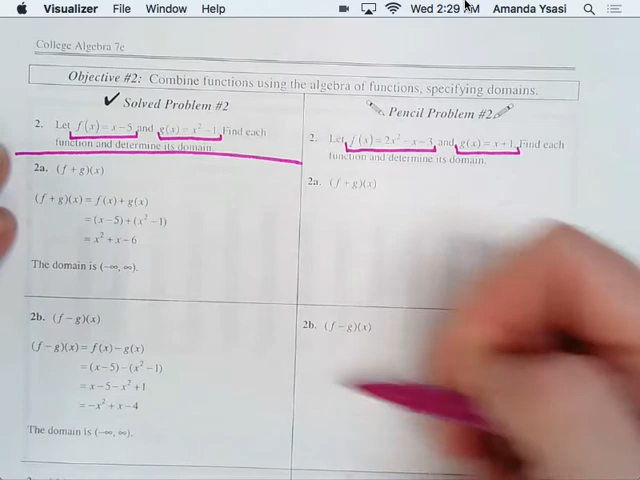 Visualizer File Window Help Wed 2:29 AM Amanda Ysasi
College Algebra 7e
Objective #2: Combine functions using the algebra of functions, specifying domains.
✔ Solved Problem #2
2. Let f(x) = x − 5 and g(x) = x² − 1. Find each
function and determine its domain.
2a. (f + g)(x)
(f + g)(x) = f(x) + g(x)
= (x − 5) + (x² − 1)
= x² + x − 6
The domain is (−∞, ∞).
2b. (f − g)(x)
(f − g)(x) = f(x) − g(x)
= (x − 5) − (x² − 1)
= x − 5 − x² + 1
= −x² + x − 4
The domain is (−∞, ∞).
Pencil Problem #2
2. Let f(x) = 2x² − x − 3 and g(x) = x + 1. Find each
function and determine its domain.
2a. (f + g)(x)
2b. (f − g)(x)